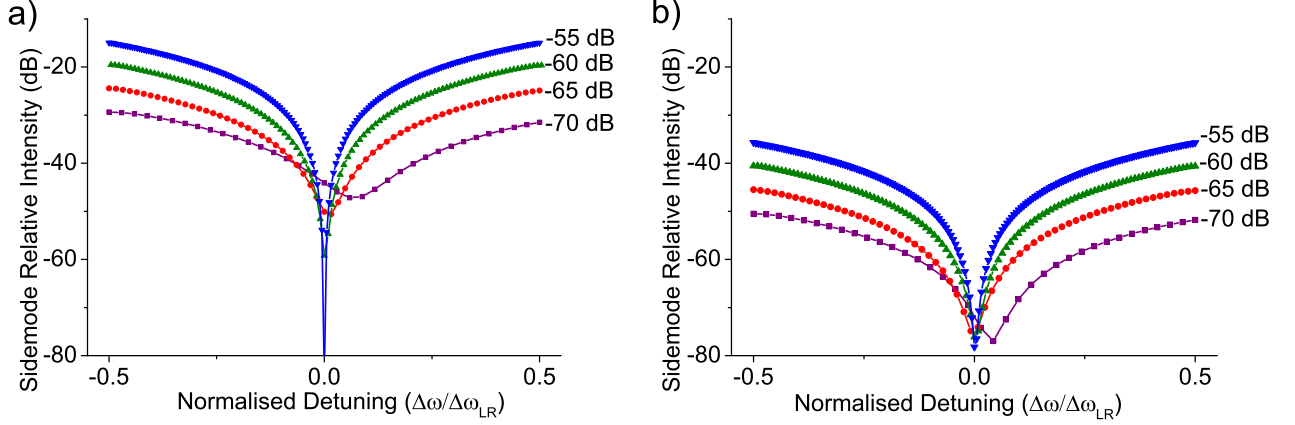 a)
Sidemode Relative Intensity (dB)
-20
-40
-60
-80
-55 dB
-60 dB
-65 dB
-70 dB
-0.5
0.0
0.5
Normalised Detuning (Δω/Δω_LR)
b)
Sidemode Relative Intensity (dB)
-20
-40
-60
-80
-55 dB
-60 dB
-65 dB
-70 dB
-0.5
0.0
0.5
Normalised Detuning (Δω/Δω_LR)